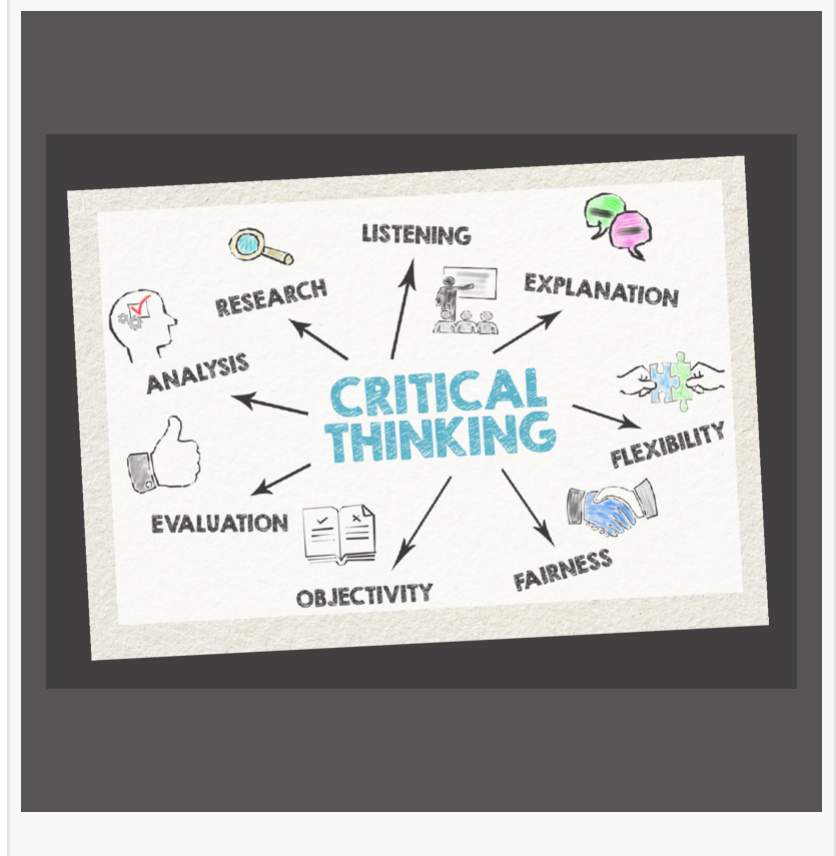 LISTENING
EXPLANATION
RESEARCH
ANALYSIS
CRITICAL
THINKING
FLEXIBILITY
EVALUATION
FAIRNESS
OBJECTIVITY